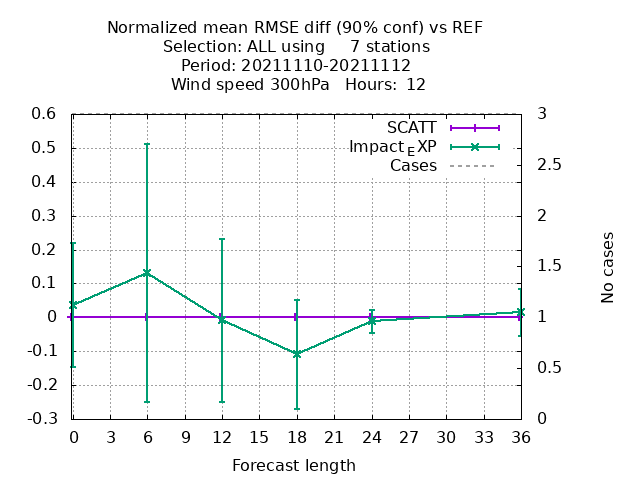 Normalized mean RMSE diff (90% conf) vs REF
Selection: ALL using 7 stations
Period: 20211110-20211112
Wind speed 300hPa Hours: 12
SCATT
Impact_EXP
Cases
0.6
0.5
0.4
0.3
0.2
0.1
0
-0.1
-0.2
-0.3
3
2.5
2
1.5
1
0.5
0
No cases
0 3 6 9 12 15 18 21 24 27 30 33 36
Forecast length